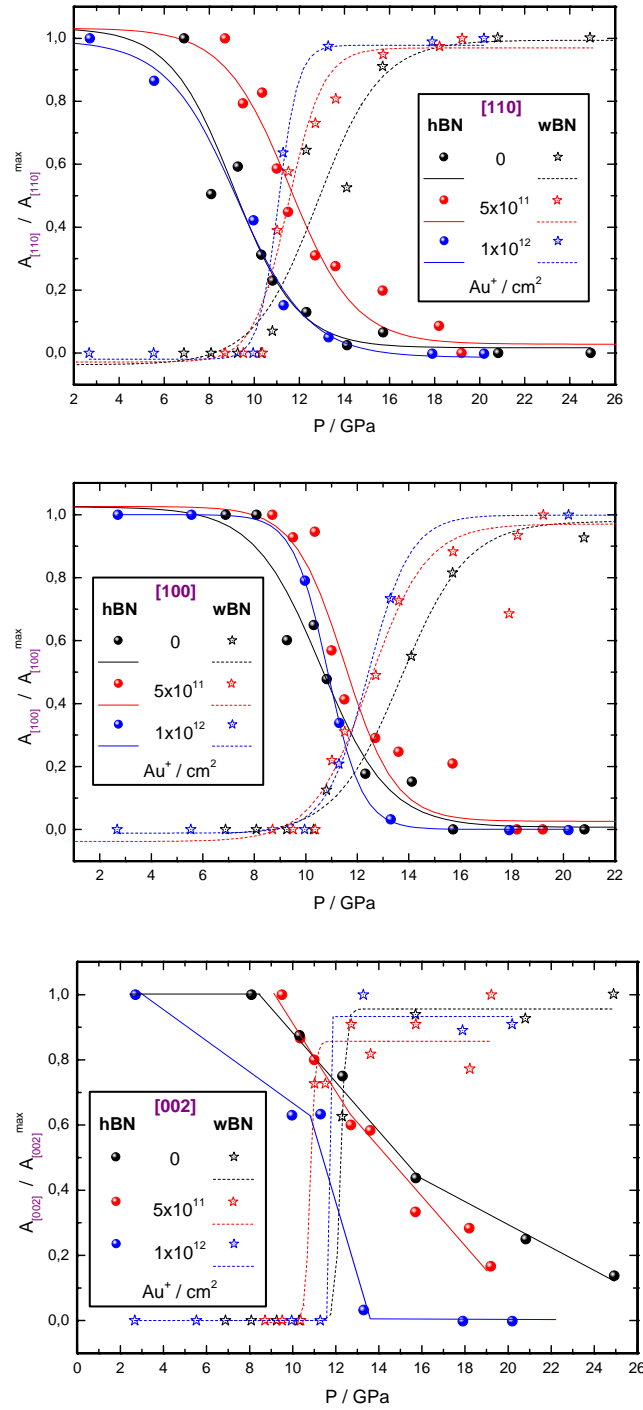 1,0
0,8
0,6
0,4
0,2
0,0
A[110] / A[110]max
[110]
hBN wBN
0
5x10^11
1x10^12
Au+ / cm2
2 4 6 8 10 12 14 16 18 20 22 24 26
P / GPa
1,0
0,8
0,6
0,4
0,2
0,0
A[100] / A[100]max
[100]
hBN wBN
0
5x10^11
1x10^12
Au+ / cm2
2 4 6 8 10 12 14 16 18 20 22
P / GPa
1,0
0,8
0,6
0,4
0,2
0,0
A[002] / A[002]max
[002]
hBN wBN
0
5x10^11
1x10^12
Au+ / cm2
0 2 4 6 8 10 12 14 16 18 20 22 24 26
P / GPa